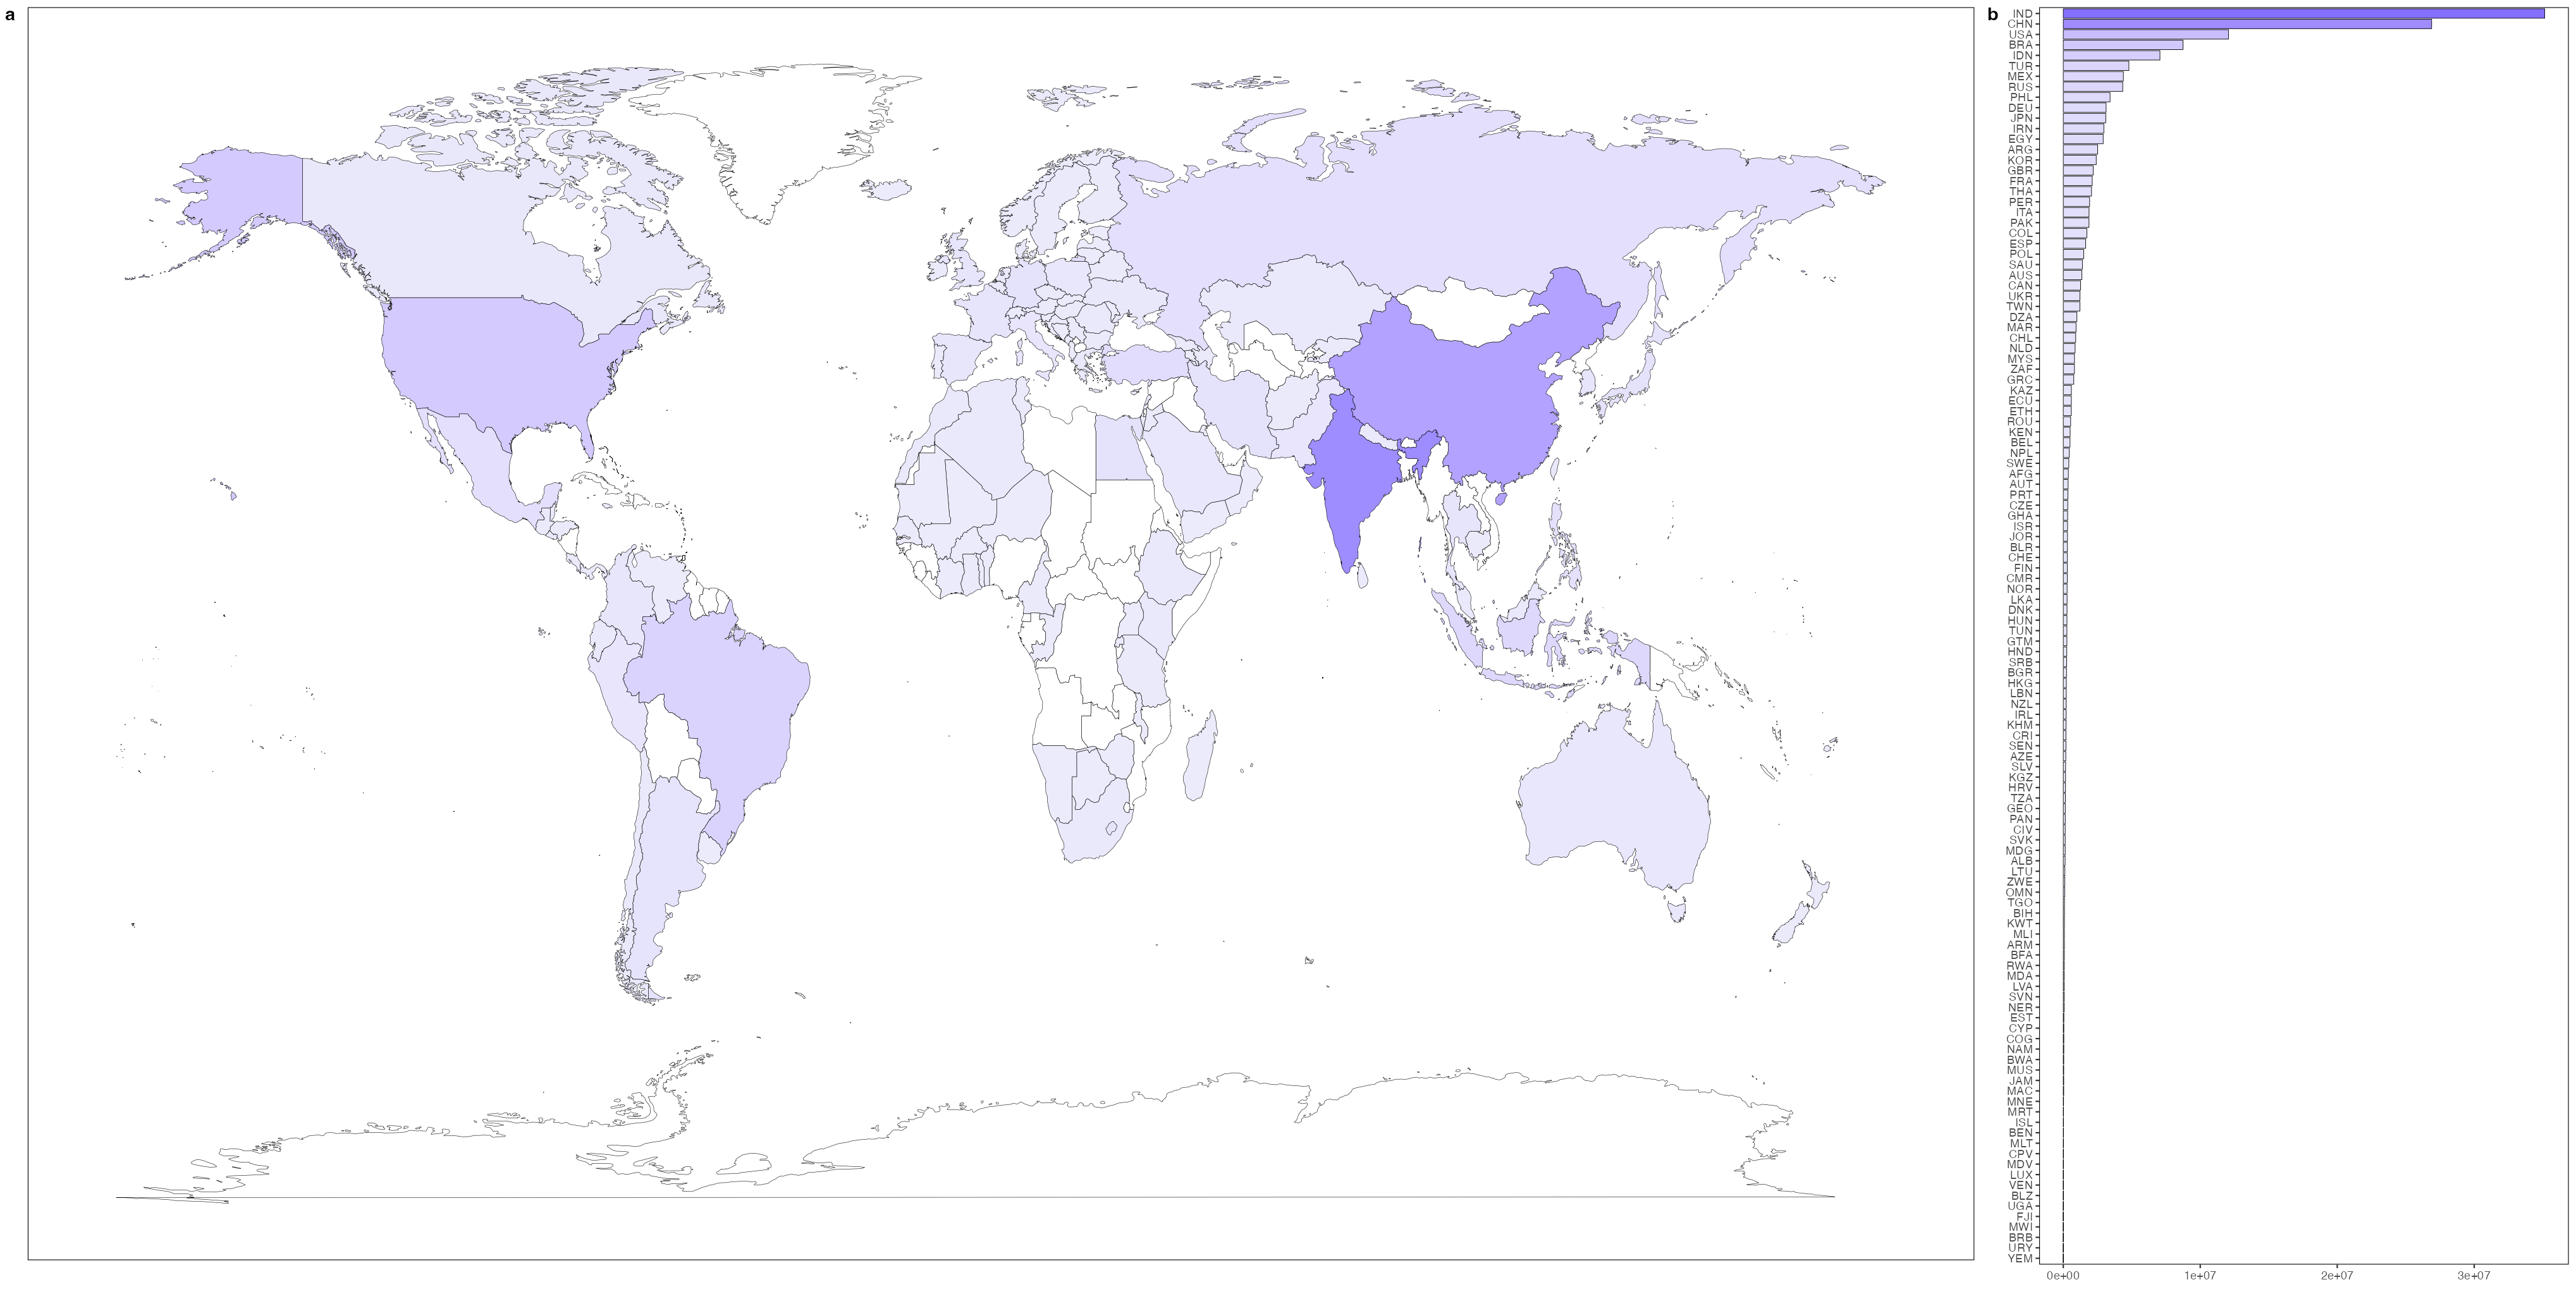 a
b
IND
CHN
USA
BRA
IDN
TUR
MEX
RUS
PHL
DEU
JPN
IRN
EGY
ARG
KOR
GBR
FRA
THA
PER
ITA
PAK
COL
ESP
POL
SAU
AUS
CAN
UKR
TWN
DZA
MAR
CHL
NLD
MYS
ZAF
GRC
KAZ
ECU
ETH
ROU
KEN
BEL
NPL
SWE
AFG
AUT
PRT
CZE
GHA
ISR
JOR
BLR
CHE
FIN
CMR
NOR
LKA
DNK
HUN
TUN
GTM
HND
SRB
BGR
HKG
LBN
NZL
IRL
KHM
CRI
SEN
AZE
SLV
KGZ
HRV
TZA
GEO
PAN
CIV
SVK
MDG
ALB
LTU
ZWE
OMN
TGO
BIH
KWT
MLI
ARM
BFA
RWA
MDA
LVA
SVN
NER
EST
CYP
COG
NAM
BWA
MUS
JAM
MAC
MNE
MRT
ISL
BEN
MLT
CPV
MDV
LUX
VEN
BLZ
UGA
FJI
MWI
BRB
URY
YEM
0e+00 1e+07 2e+07 3e+07